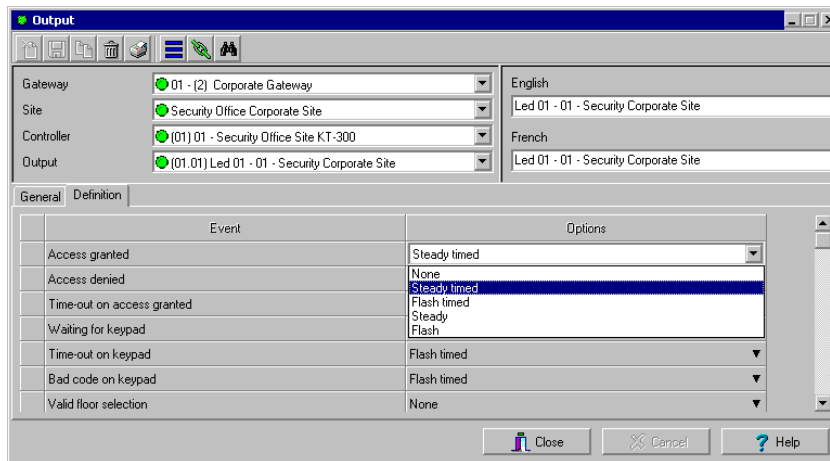 Output
Gateway
01 - (2) Corporate Gateway
English
Led 01 - 01 - Security Corporate Site
Site
Security Office Corporate Site
Controller
(01) 01 - Security Office Site KT-300
French
Led 01 - 01 - Security Corporate Site
Output
(01.01) Led 01 - 01 - Security Corporate Site
General
Definition
Event
Options
Access granted
Steady timed
Access denied
None
Steady timed
Time-out on access granted
Flash timed
Steady
Waiting for keypad
Flash
Time-out on keypad
Flash timed
Bad code on keypad
Flash timed
Valid floor selection
None
Close
Cancel
Help